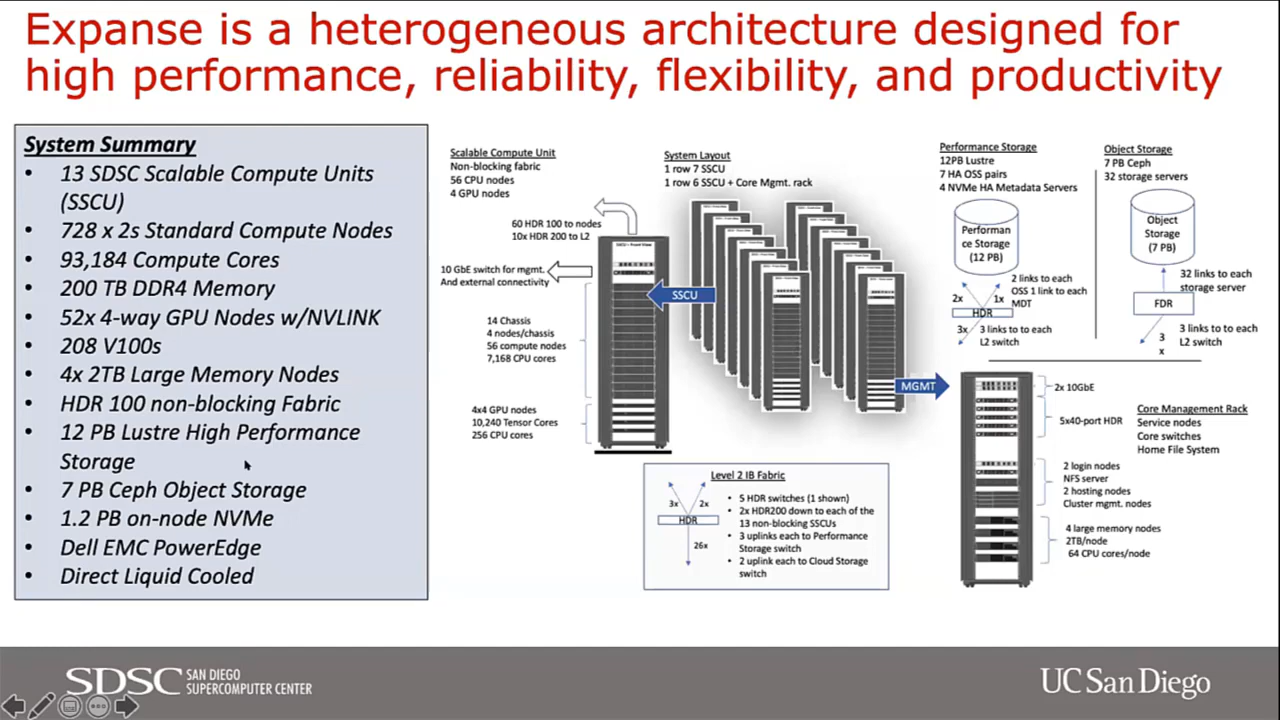 Expanse is a heterogeneous architecture designed for
high performance, reliability, flexibility, and productivity
System Summary
• 13 SDSC Scalable Compute Units
(SSCU)
• 728 x 2s Standard Compute Nodes
• 93,184 Compute Cores
• 200 TB DDR4 Memory
• 52x 4-way GPU Nodes w/NVLINK
• 208 V100s
• 4x 2TB Large Memory Nodes
• HDR 100 non-blocking Fabric
• 12 PB Lustre High Performance
Storage
• 7 PB Ceph Object Storage
• 1.2 PB on-node NVMe
• Dell EMC PowerEdge
• Direct Liquid Cooled
Scalable Compute Unit
Non-blocking fabric
56 CPU nodes
4 GPU nodes
60 HDR 100 to nodes
10x HDR 200 to L2
10 GbE switch for mgmt.
And external connectivity
14 Chassis
4 nodes/chassis
56 compute nodes
7,168 CPU cores
4x4 GPU nodes
10,240 Tensor Cores
256 CPU cores
System Layout
1 row 7 SSCU
1 row 6 SSCU + Core Mgmt. rack
SSCU
MGMT
Performance Storage
12PB Lustre
7 HA OSS pairs
4 NVMe HA Metadata Servers
Performan
ce Storage
(12 PB)
2 links to each
OSS 1 link to each
MDT
2x
1x
HDR
3x
3 links to to each
L2 switch
Object Storage
7 PB Ceph
32 storage servers
Object
Storage
(7 PB)
32 links to each
storage server
FDR
3
x
3 links to to each
L2 switch
Level 2 IB Fabric
3x
2x
HDR
26x
• 5 HDR switches (1 shown)
• 2x HDR200 down to each of the
13 non-blocking SSCUs
• 3 uplinks each to Performance
Storage switch
• 2 uplink each to Cloud Storage
switch
2x 10GbE
5x40-port HDR
Core Management Rack
Service nodes
Core switches
Home File System
2 login nodes
NFS server
2 hosting nodes
Cluster mgmt. nodes
4 large memory nodes
2TB/node
64 CPU cores/node
SDSC
SAN DIEGO
SUPERCOMPUTER CENTER
UC San Diego